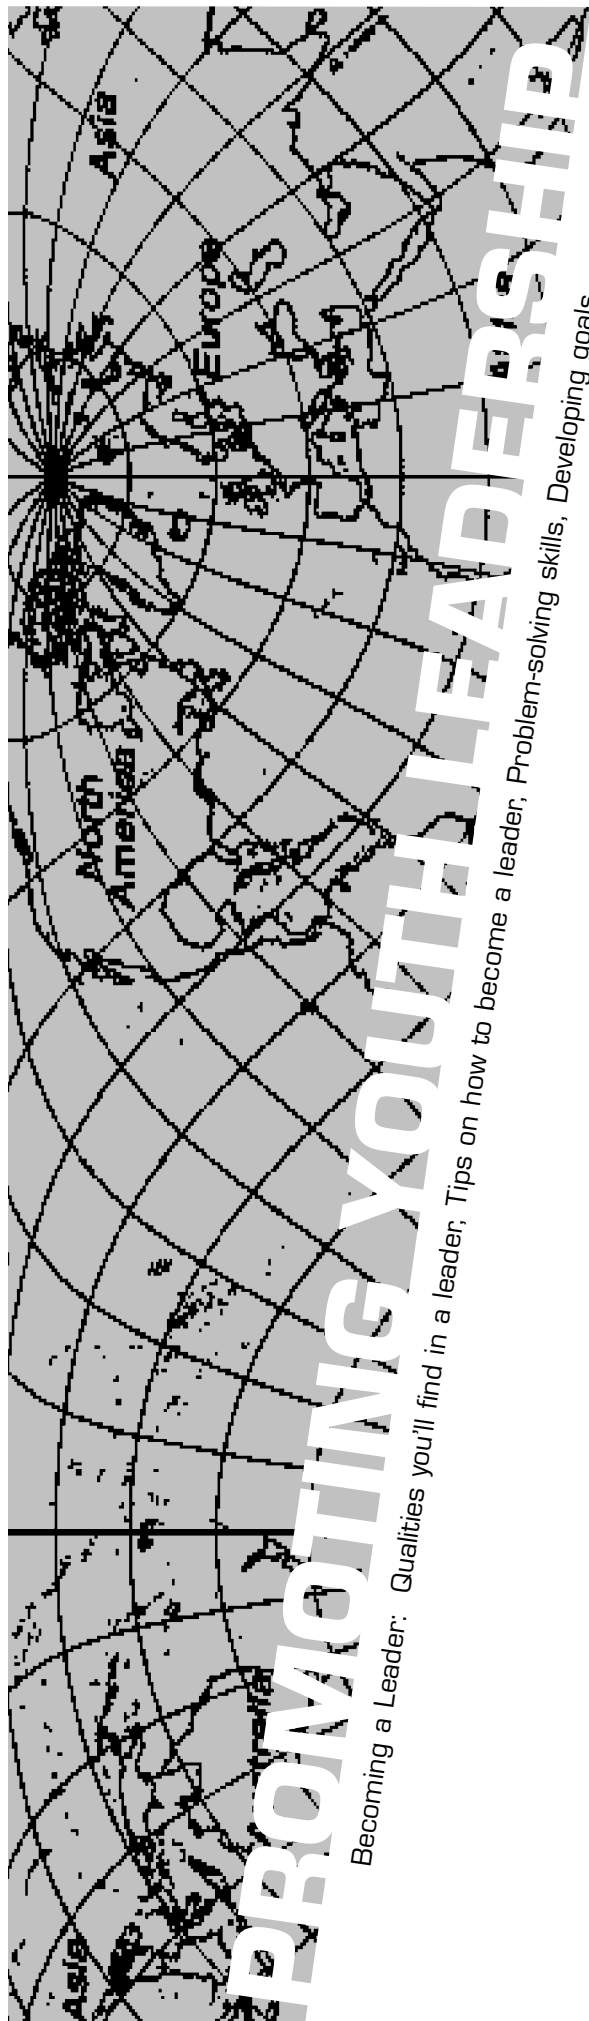 PROMOTING YOUTH LEADERSHIP
Becoming a Leader: Qualities you'll find in a leader, Tips on how to become a leader, Problem-solving skills, Developing goals
Asia
Europe
North
America
Asia